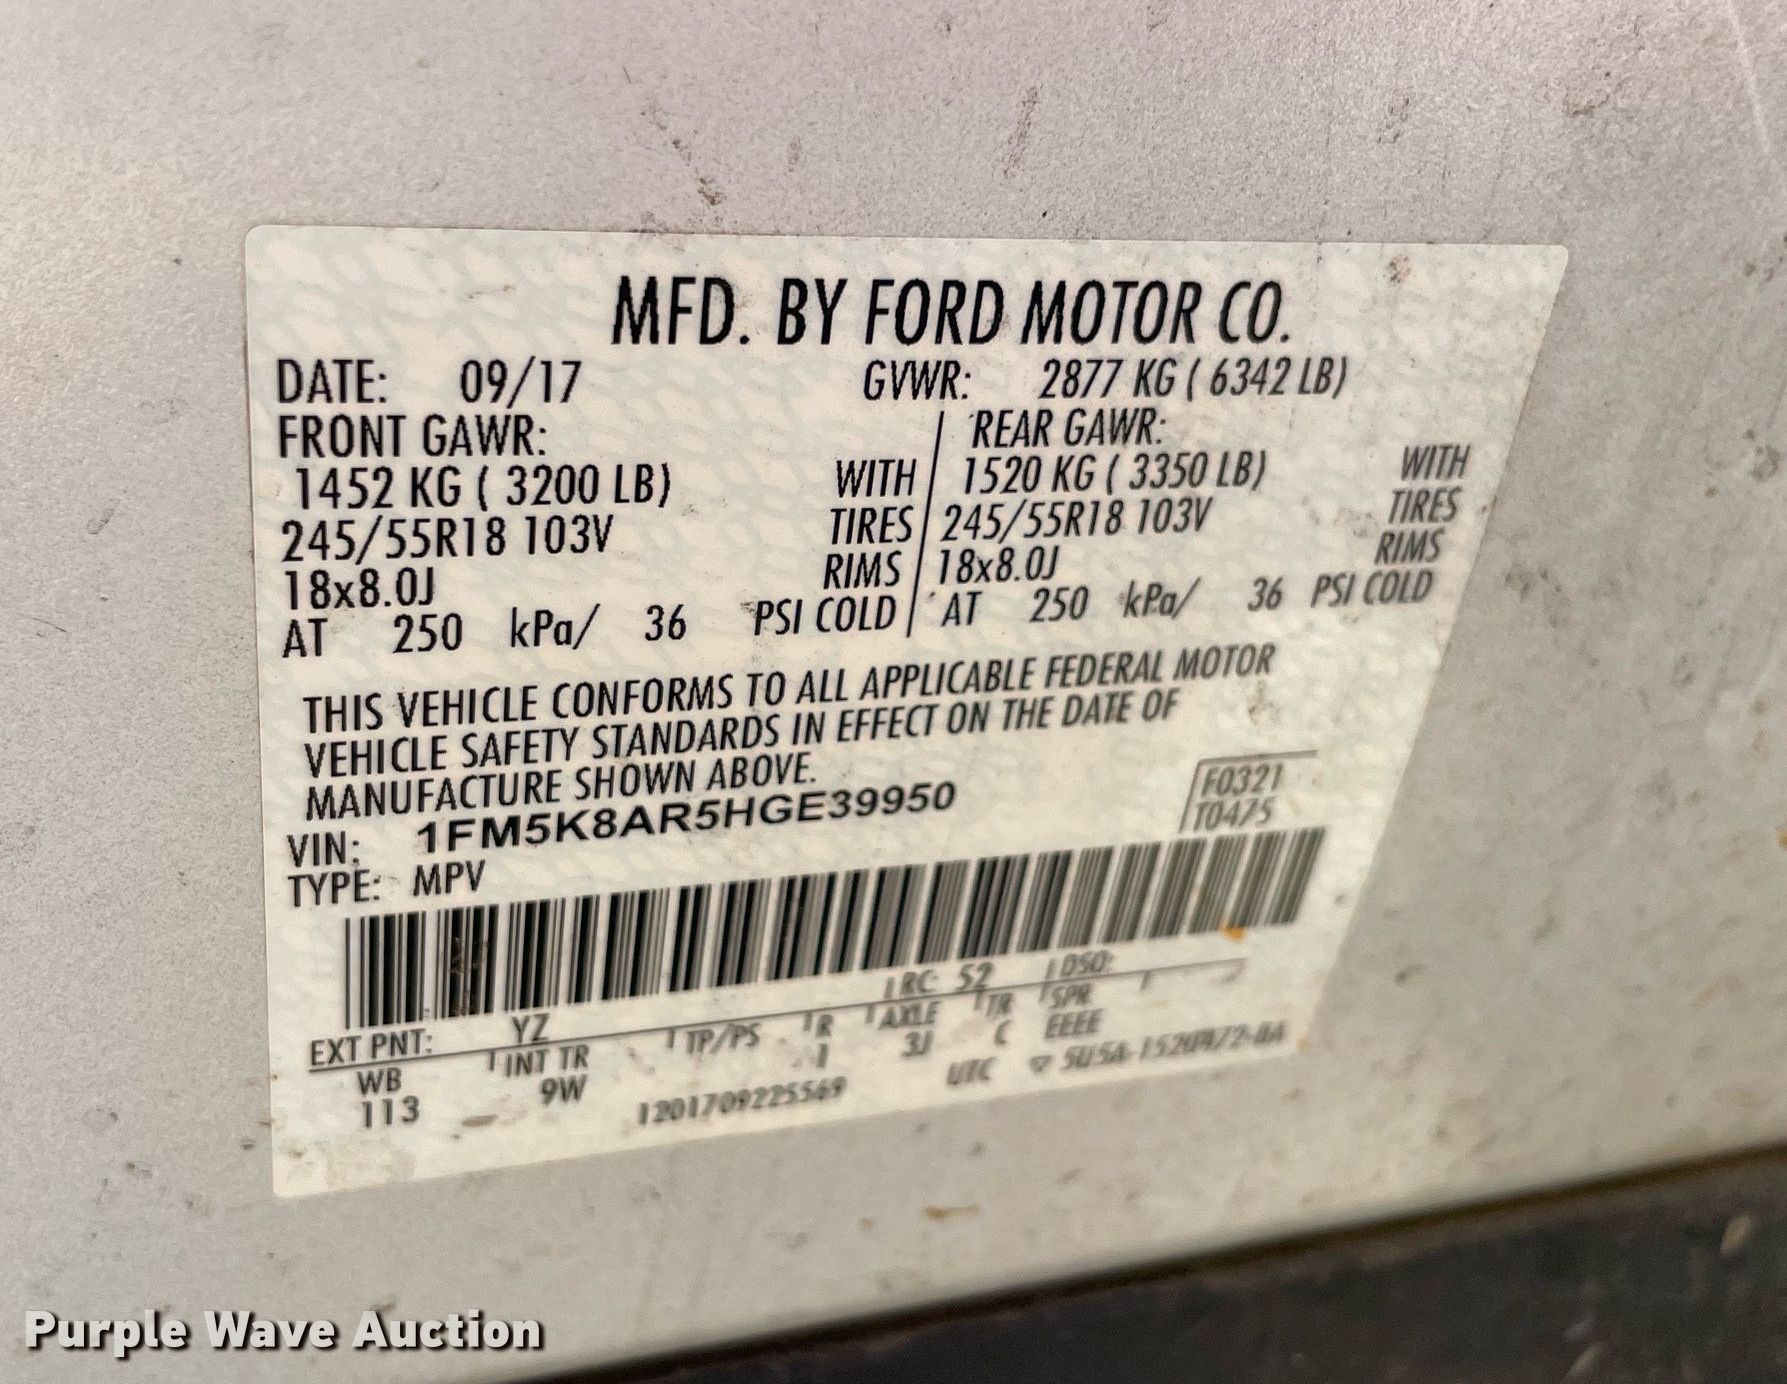 MFD. BY FORD MOTOR CO.
DATE: 09/17 GVWR: 2877 KG ( 6342 LB)
FRONT GAWR: REAR GAWR:
1452 KG ( 3200 LB) WITH 1520 KG ( 3350 LB) WITH
245/55R18 103V TIRES 245/55R18 103V TIRES
18x8.0J RIMS 18x8.0J RIMS
AT 250 kPa/ 36 PSI COLD AT 250 kPa/ 36 PSI COLD
THIS VEHICLE CONFORMS TO ALL APPLICABLE FEDERAL MOTOR
VEHICLE SAFETY STANDARDS IN EFFECT ON THE DATE OF
MANUFACTURE SHOWN ABOVE.
VIN: 1FM5K8AR5HGE39950
F0321
T0475
TYPE: MPV
EXT PNT: YZ RC: 52 DSO:
WB INT TR TP/PS R AXLE TR SPR
113 9W 1 3J C EEEE
1201709225569 UTC
Purple Wave Auction